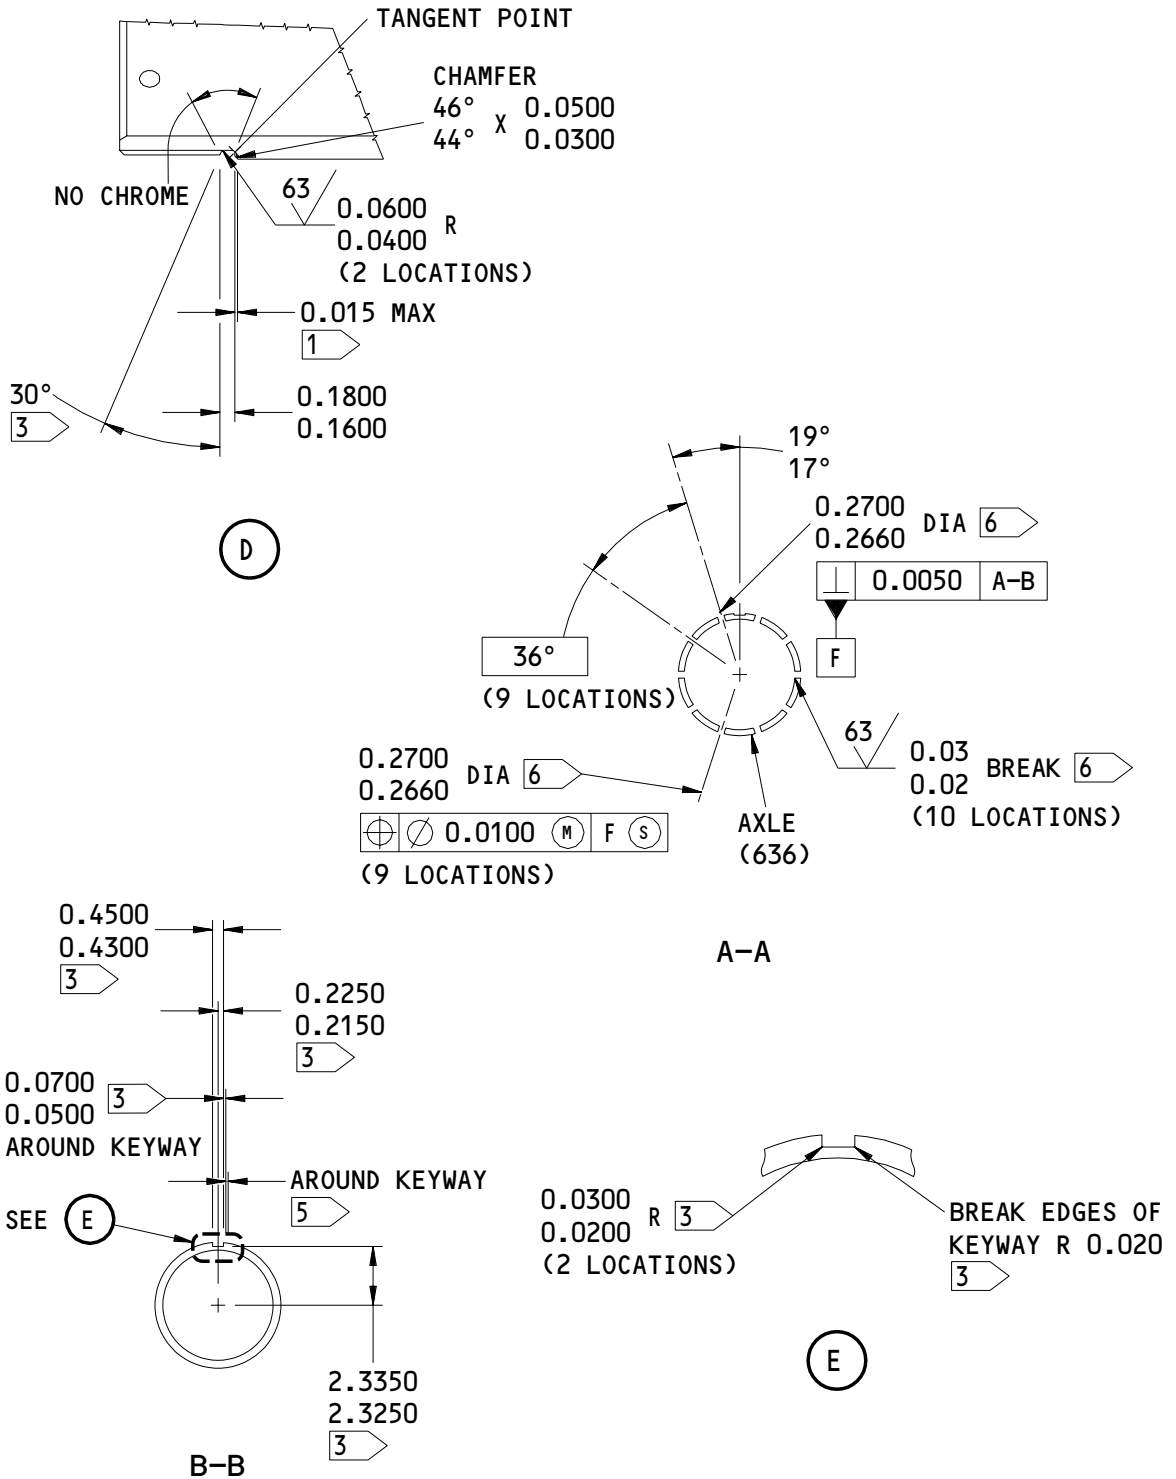 TANGENT POINT
CHAMFER
46° X 0.0500
44° 0.0300
NO CHROME
63
0.0600 R
0.0400
(2 LOCATIONS)
0.015 MAX
1
30°
3
0.1800
0.1600
D
19°
17°
0.2700 DIA 6
0.2660
⊥ 0.0050 A-B
F
36°
(9 LOCATIONS)
63
0.03 BREAK 6
0.02
(10 LOCATIONS)
0.2700 DIA 6
0.2660
⌖ ∅ 0.0100 Ⓜ F Ⓢ
(9 LOCATIONS)
AXLE
(636)
A-A
0.4500
0.4300
3
0.2250
0.2150
3
0.0700 3
0.0500
AROUND KEYWAY
AROUND KEYWAY
5
SEE E
2.3350
2.3250
3
B-B
0.0300 R 3
0.0200
(2 LOCATIONS)
BREAK EDGES OF
KEYWAY R 0.020
3
E